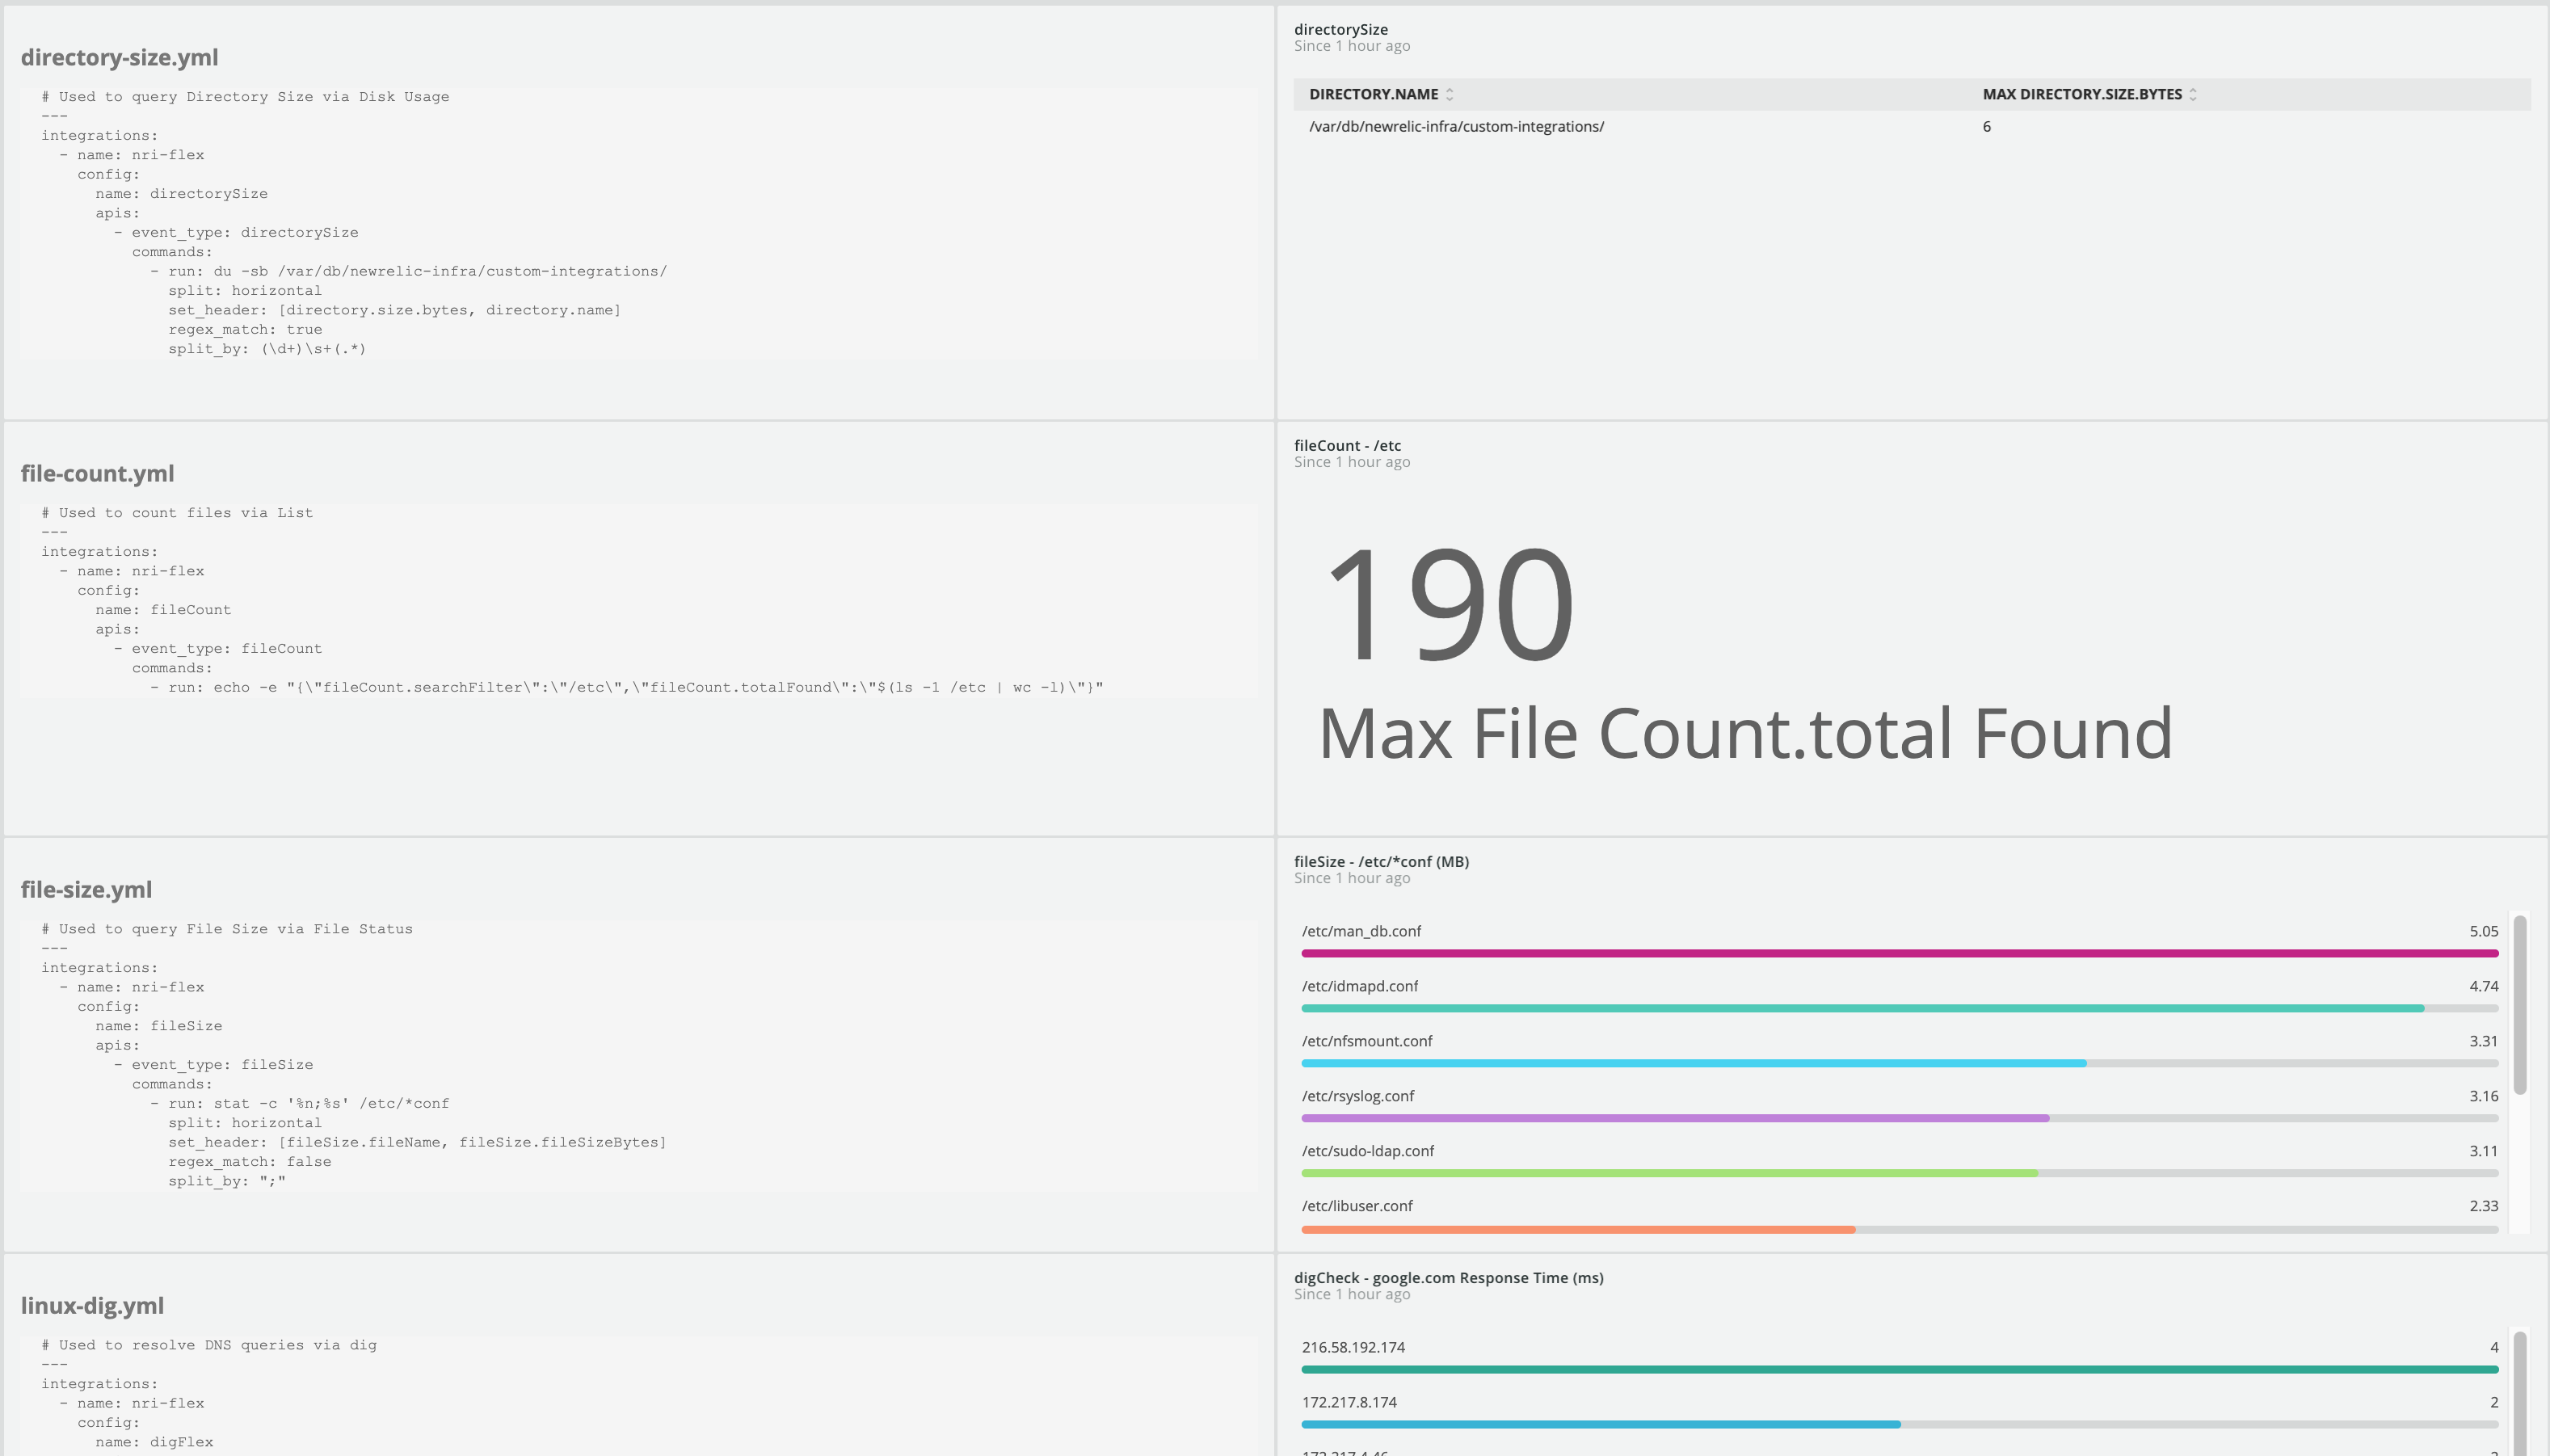 directory-size.yml
# Used to query Directory Size via Disk Usage
---
integrations:
  - name: nri-flex
    config:
      name: directorySize
      apis:
        - event_type: directorySize
          commands:
            - run: du -sb /var/db/newrelic-infra/custom-integrations/
              split: horizontal
              set_header: [directory.size.bytes, directory.name]
              regex_match: true
              split_by: (\d+)\s+(.*)
directorySize
Since 1 hour ago
DIRECTORY.NAME MAX DIRECTORY.SIZE.BYTES
/var/db/newrelic-infra/custom-integrations/ 6
file-count.yml
# Used to count files via List
---
integrations:
  - name: nri-flex
    config:
      name: fileCount
      apis:
        - event_type: fileCount
          commands:
            - run: echo -e "{\"fileCount.searchFilter\":\"/etc\",\"fileCount.totalFound\":\"$(ls -1 /etc | wc -l)\"}"
fileCount - /etc
Since 1 hour ago
190
Max File Count.total Found
file-size.yml
# Used to query File Size via File Status
---
integrations:
  - name: nri-flex
    config:
      name: fileSize
      apis:
        - event_type: fileSize
          commands:
            - run: stat -c '%n;%s' /etc/*conf
              split: horizontal
              set_header: [fileSize.fileName, fileSize.fileSizeBytes]
              regex_match: false
              split_by: ";"
fileSize - /etc/*conf (MB)
Since 1 hour ago
/etc/man_db.conf 5.05
/etc/idmapd.conf 4.74
/etc/nfsmount.conf 3.31
/etc/rsyslog.conf 3.16
/etc/sudo-ldap.conf 3.11
/etc/libuser.conf 2.33
linux-dig.yml
# Used to resolve DNS queries via dig
---
integrations:
  - name: nri-flex
    config:
      name: digFlex
digCheck - google.com Response Time (ms)
Since 1 hour ago
216.58.192.174 4
172.217.8.174 2